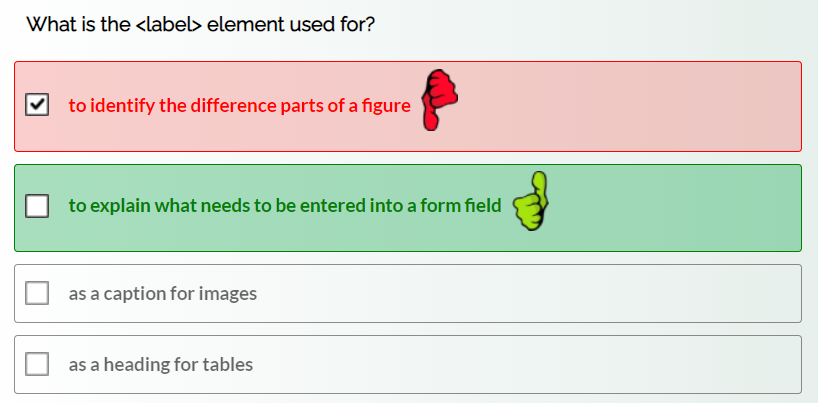 What is the <label> element used for?
to identify the difference parts of a figure
to explain what needs to be entered into a form field
as a caption for images
as a heading for tables